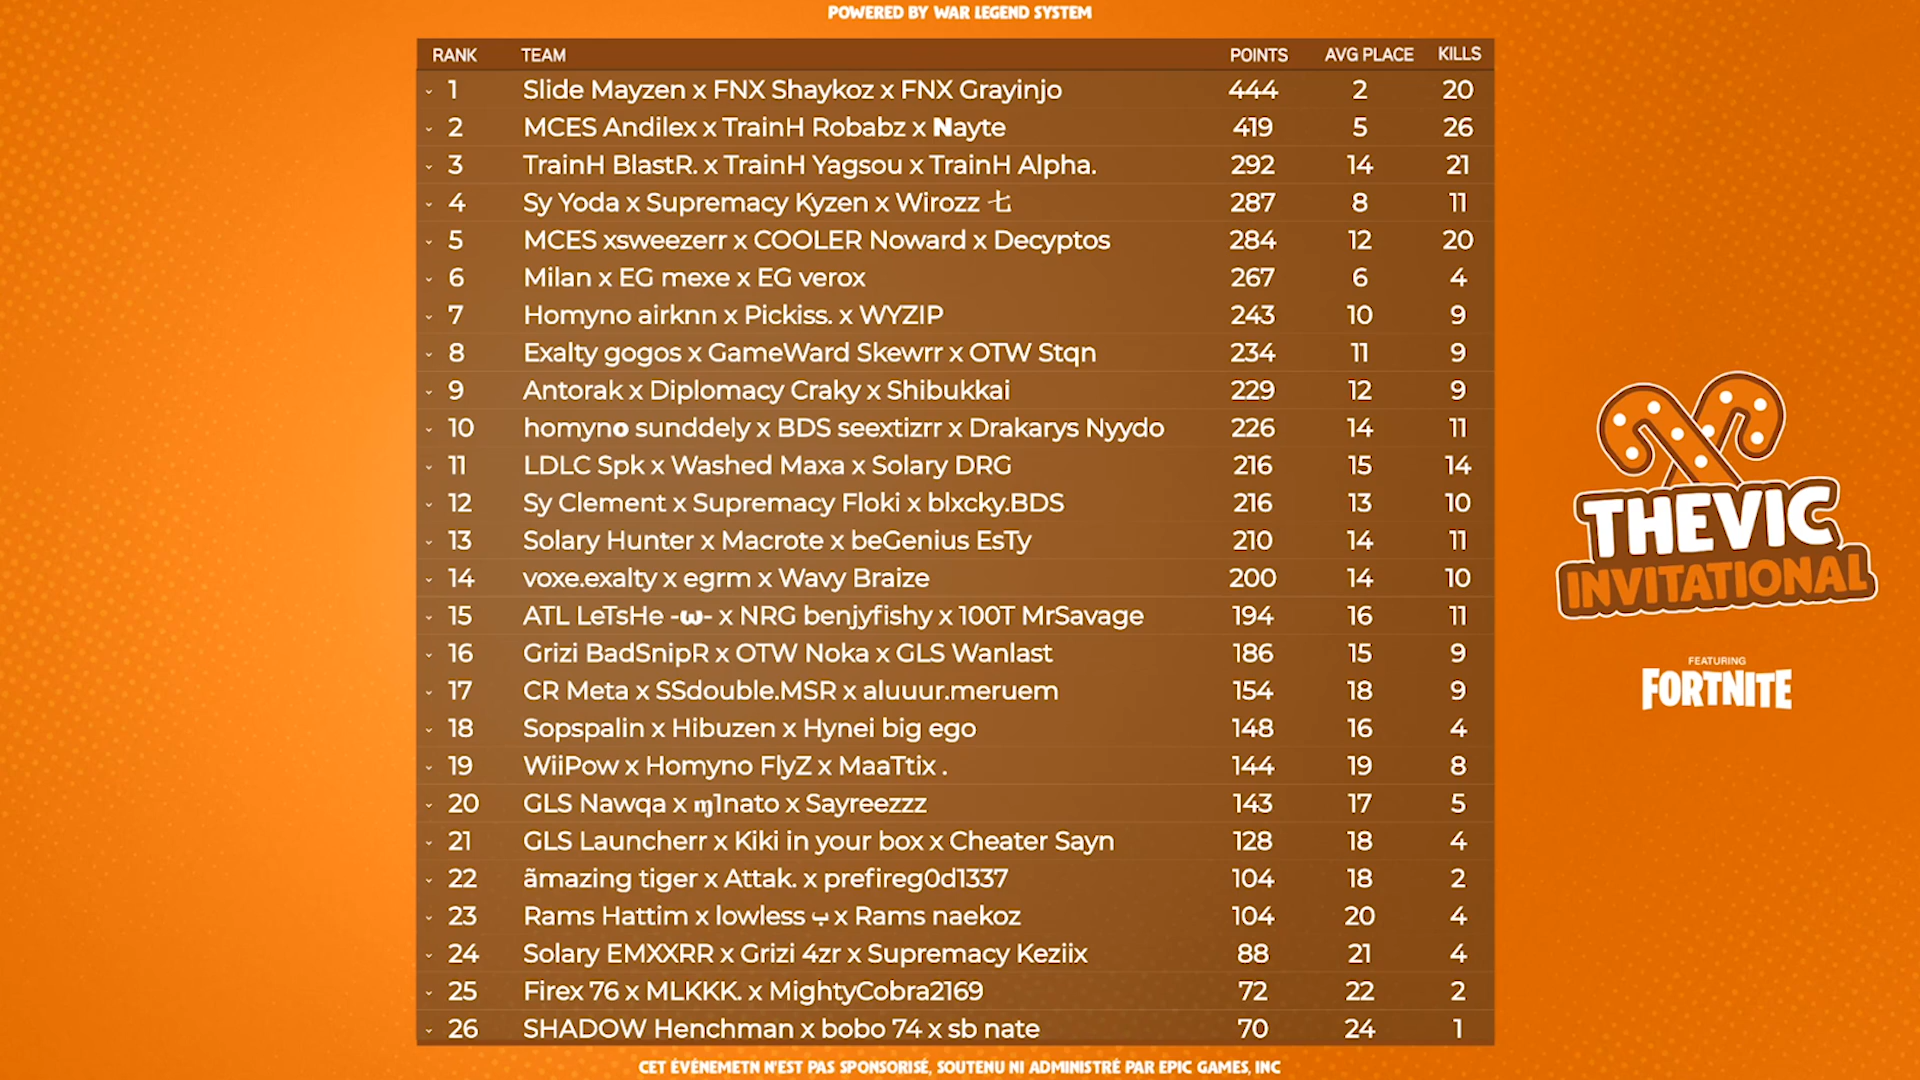 POWERED BY WAR LEGEND SYSTEM
RANK TEAM POINTS AVG PLACE KILLS
1 Slide Mayzen x FNX Shaykoz x FNX Grayinjo 444 2 20
2 MCES Andilex x TrainH Robabz x Nayte 419 5 26
3 TrainH BlastR. x TrainH Yagsou x TrainH Alpha. 292 14 21
4 Sy Yoda x Supremacy Kyzen x Wirozz 七 287 8 11
5 MCES xsweezerr x COOLER Noward x Decyptos 284 12 20
6 Milan x EG mexe x EG verox 267 6 4
7 Homyno airknn x Pickiss. x WYZIP 243 10 9
8 Exalty gogos x GameWard Skewrr x OTW Stqn 234 11 9
9 Antorak x Diplomacy Craky x Shibukkai 229 12 9
10 homyno sunddely x BDS seextizrr x Drakarys Nyydo 226 14 11
11 LDLC Spk x Washed Maxa x Solary DRG 216 15 14
12 Sy Clement x Supremacy Floki x blxcky.BDS 216 13 10
13 Solary Hunter x Macrote x beGenius EsTy 210 14 11
14 voxe.exalty x egrm x Wavy Braize 200 14 10
15 ATL LeTsHe -ω- x NRG benjyfishy x 100T MrSavage 194 16 11
16 Grizi BadSnipR x OTW Noka x GLS Wanlast 186 15 9
17 CR Meta x SSdouble.MSR x aluuur.meruem 154 18 9
18 Sopspalin x Hibuzen x Hynei big ego 148 16 4
19 WiiPow x Homyno FlyZ x MaaTtix . 144 19 8
20 GLS Nawqa x ɱ1nato x Sayreezzz 143 17 5
21 GLS Launcherr x Kiki in your box x Cheater Sayn 128 18 4
22 ãmazing tiger x Attak. x prefireg0d1337 104 18 2
23 Rams Hattim x lowless ب x Rams naekoz 104 20 4
24 Solary EMXXRR x Grizi 4zr x Supremacy Keziix 88 21 4
25 Firex 76 x MLKKK. x MightyCobra2169 72 22 2
26 SHADOW Henchman x bobo 74 x sb nate 70 24 1
THEVIC
INVITATIONAL
FEATURING
FORTNITE
CET ÉVÉNEMETN N'EST PAS SPONSORISÉ, SOUTENU NI ADMINISTRÉ PAR EPIC GAMES, INC